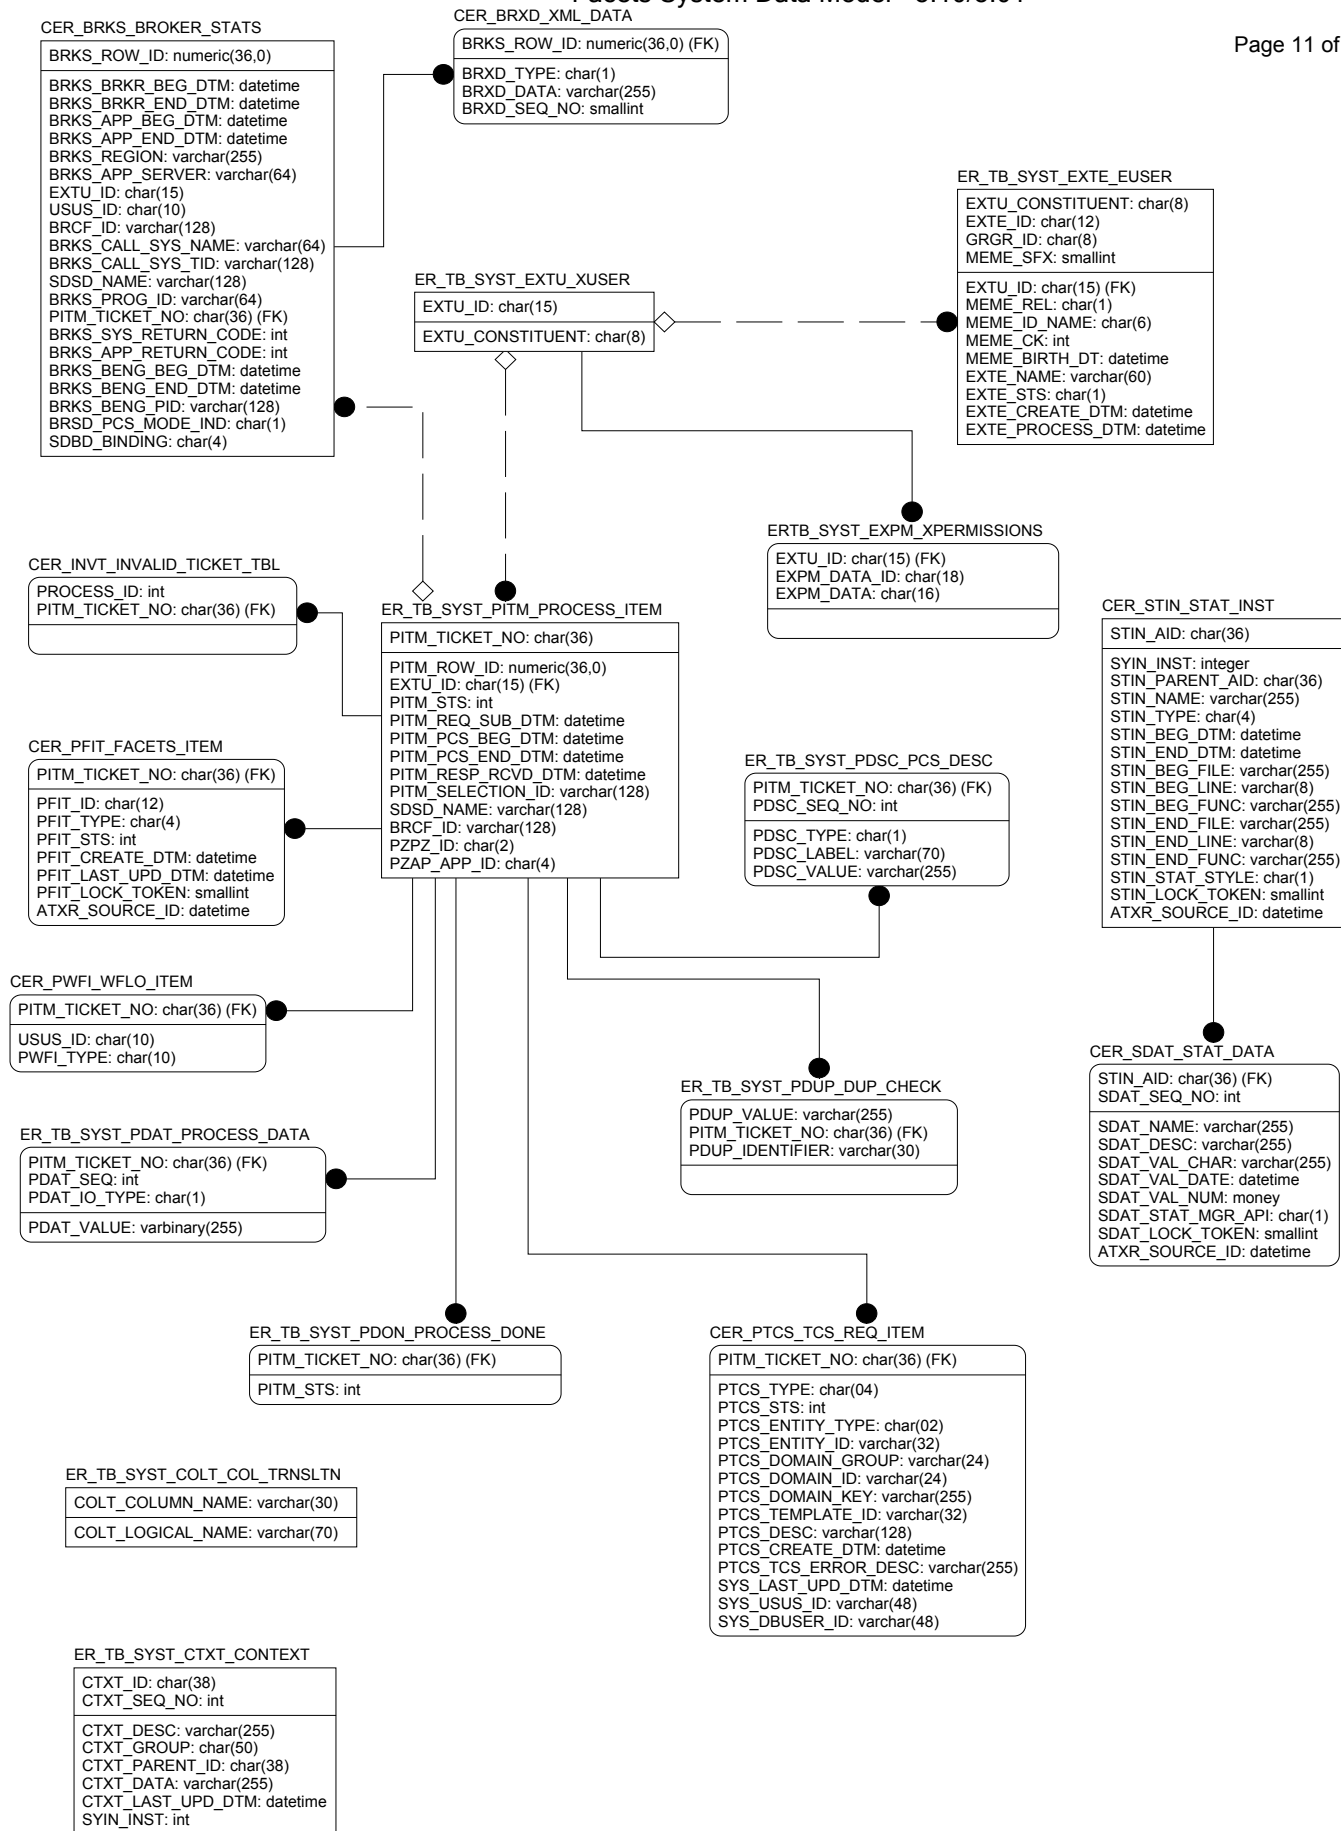 CER_BRKS_BROKER_STATS
BRKS_ROW_ID: numeric(36,0)
BRKS_BRKR_BEG_DTM: datetime
BRKS_BRKR_END_DTM: datetime
BRKS_APP_BEG_DTM: datetime
BRKS_APP_END_DTM: datetime
BRKS_REGION: varchar(255)
BRKS_APP_SERVER: varchar(64)
EXTU_ID: char(15)
USUS_ID: char(10)
BRCF_ID: varchar(128)
BRKS_CALL_SYS_NAME: varchar(64)
BRKS_CALL_SYS_TID: varchar(128)
SDSD_NAME: varchar(128)
BRKS_PROG_ID: varchar(64)
PITM_TICKET_NO: char(36) (FK)
BRKS_SYS_RETURN_CODE: int
BRKS_APP_RETURN_CODE: int
BRKS_BENG_BEG_DTM: datetime
BRKS_BENG_END_DTM: datetime
BRKS_BENG_PID: varchar(128)
BRSD_PCS_MODE_IND: char(1)
SDBD_BINDING: char(4)
CER_BRXD_XML_DATA
BRKS_ROW_ID: numeric(36,0) (FK)
BRXD_TYPE: char(1)
BRXD_DATA: varchar(255)
BRXD_SEQ_NO: smallint
Page 11 of
ER_TB_SYST_EXTE_EUSER
EXTU_CONSTITUENT: char(8)
EXTE_ID: char(12)
GRGR_ID: char(8)
MEME_SFX: smallint
EXTU_ID: char(15) (FK)
MEME_REL: char(1)
MEME_ID_NAME: char(6)
MEME_CK: int
MEME_BIRTH_DT: datetime
EXTE_NAME: varchar(60)
EXTE_STS: char(1)
EXTE_CREATE_DTM: datetime
EXTE_PROCESS_DTM: datetime
ER_TB_SYST_EXTU_XUSER
EXTU_ID: char(15)
EXTU_CONSTITUENT: char(8)
ERTB_SYST_EXPM_XPERMISSIONS
EXTU_ID: char(15) (FK)
EXPM_DATA_ID: char(18)
EXPM_DATA: char(16)
CER_INVT_INVALID_TICKET_TBL
PROCESS_ID: int
PITM_TICKET_NO: char(36) (FK)
ER_TB_SYST_PITM_PROCESS_ITEM
PITM_TICKET_NO: char(36)
PITM_ROW_ID: numeric(36,0)
EXTU_ID: char(15) (FK)
PITM_STS: int
PITM_REQ_SUB_DTM: datetime
PITM_PCS_BEG_DTM: datetime
PITM_PCS_END_DTM: datetime
PITM_RESP_RCVD_DTM: datetime
PITM_SELECTION_ID: varchar(128)
SDSD_NAME: varchar(128)
BRCF_ID: varchar(128)
PZPZ_ID: char(2)
PZAP_APP_ID: char(4)
CER_STIN_STAT_INST
STIN_AID: char(36)
SYIN_INST: integer
STIN_PARENT_AID: char(36)
STIN_NAME: varchar(255)
STIN_TYPE: char(4)
STIN_BEG_DTM: datetime
STIN_END_DTM: datetime
STIN_BEG_FILE: varchar(255)
STIN_BEG_LINE: varchar(8)
STIN_BEG_FUNC: varchar(255)
STIN_END_FILE: varchar(255)
STIN_END_LINE: varchar(8)
STIN_END_FUNC: varchar(255)
STIN_STAT_STYLE: char(1)
STIN_LOCK_TOKEN: smallint
ATXR_SOURCE_ID: datetime
CER_PFIT_FACETS_ITEM
PITM_TICKET_NO: char(36) (FK)
PFIT_ID: char(12)
PFIT_TYPE: char(4)
PFIT_STS: int
PFIT_CREATE_DTM: datetime
PFIT_LAST_UPD_DTM: datetime
PFIT_LOCK_TOKEN: smallint
ATXR_SOURCE_ID: datetime
ER_TB_SYST_PDSC_PCS_DESC
PITM_TICKET_NO: char(36) (FK)
PDSC_SEQ_NO: int
PDSC_TYPE: char(1)
PDSC_LABEL: varchar(70)
PDSC_VALUE: varchar(255)
CER_PWFI_WFLO_ITEM
PITM_TICKET_NO: char(36) (FK)
USUS_ID: char(10)
PWFI_TYPE: char(10)
CER_SDAT_STAT_DATA
STIN_AID: char(36) (FK)
SDAT_SEQ_NO: int
SDAT_NAME: varchar(255)
SDAT_DESC: varchar(255)
SDAT_VAL_CHAR: varchar(255)
SDAT_VAL_DATE: datetime
SDAT_VAL_NUM: money
SDAT_STAT_MGR_API: char(1)
SDAT_LOCK_TOKEN: smallint
ATXR_SOURCE_ID: datetime
ER_TB_SYST_PDUP_DUP_CHECK
PDUP_VALUE: varchar(255)
PITM_TICKET_NO: char(36) (FK)
PDUP_IDENTIFIER: varchar(30)
ER_TB_SYST_PDAT_PROCESS_DATA
PITM_TICKET_NO: char(36) (FK)
PDAT_SEQ: int
PDAT_IO_TYPE: char(1)
PDAT_VALUE: varbinary(255)
ER_TB_SYST_PDON_PROCESS_DONE
PITM_TICKET_NO: char(36) (FK)
PITM_STS: int
CER_PTCS_TCS_REQ_ITEM
PITM_TICKET_NO: char(36) (FK)
PTCS_TYPE: char(04)
PTCS_STS: int
PTCS_ENTITY_TYPE: char(02)
PTCS_ENTITY_ID: varchar(32)
PTCS_DOMAIN_GROUP: varchar(24)
PTCS_DOMAIN_ID: varchar(24)
PTCS_DOMAIN_KEY: varchar(255)
PTCS_TEMPLATE_ID: varchar(32)
PTCS_DESC: varchar(128)
PTCS_CREATE_DTM: datetime
PTCS_TCS_ERROR_DESC: varchar(255)
SYS_LAST_UPD_DTM: datetime
SYS_USUS_ID: varchar(48)
SYS_DBUSER_ID: varchar(48)
ER_TB_SYST_COLT_COL_TRNSLTN
COLT_COLUMN_NAME: varchar(30)
COLT_LOGICAL_NAME: varchar(70)
ER_TB_SYST_CTXT_CONTEXT
CTXT_ID: char(38)
CTXT_SEQ_NO: int
CTXT_DESC: varchar(255)
CTXT_GROUP: char(50)
CTXT_PARENT_ID: char(38)
CTXT_DATA: varchar(255)
CTXT_LAST_UPD_DTM: datetime
SYIN_INST: int